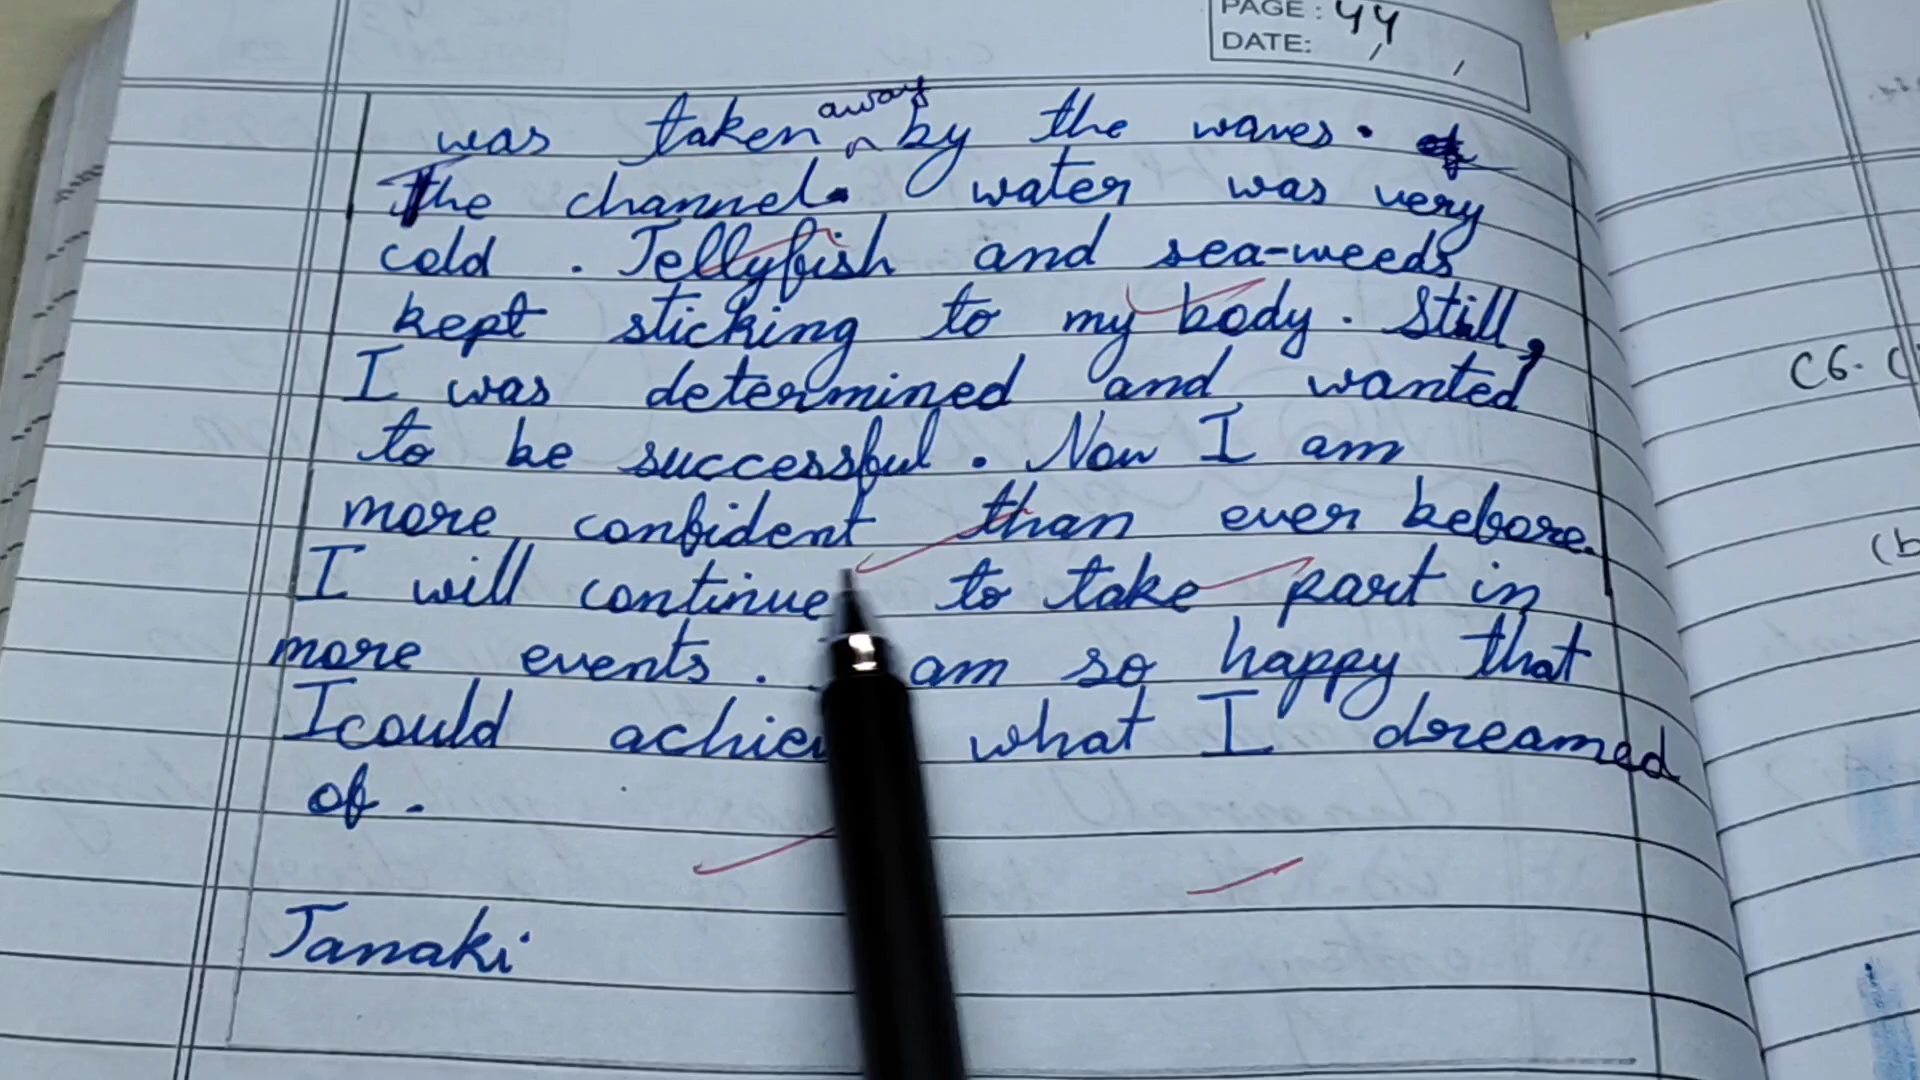 PAGE: 44
DATE: / /
was taken away by the waves.
The channel water was very
cold. Jellyfish and sea-weeds
kept sticking to my body. Still,
I was determined and wanted
to be successful. Now I am
more confident than ever before.
I will continue to take part in
more events. am so happy that
I could what I dreamed
of.
Janaki
C6.
(b